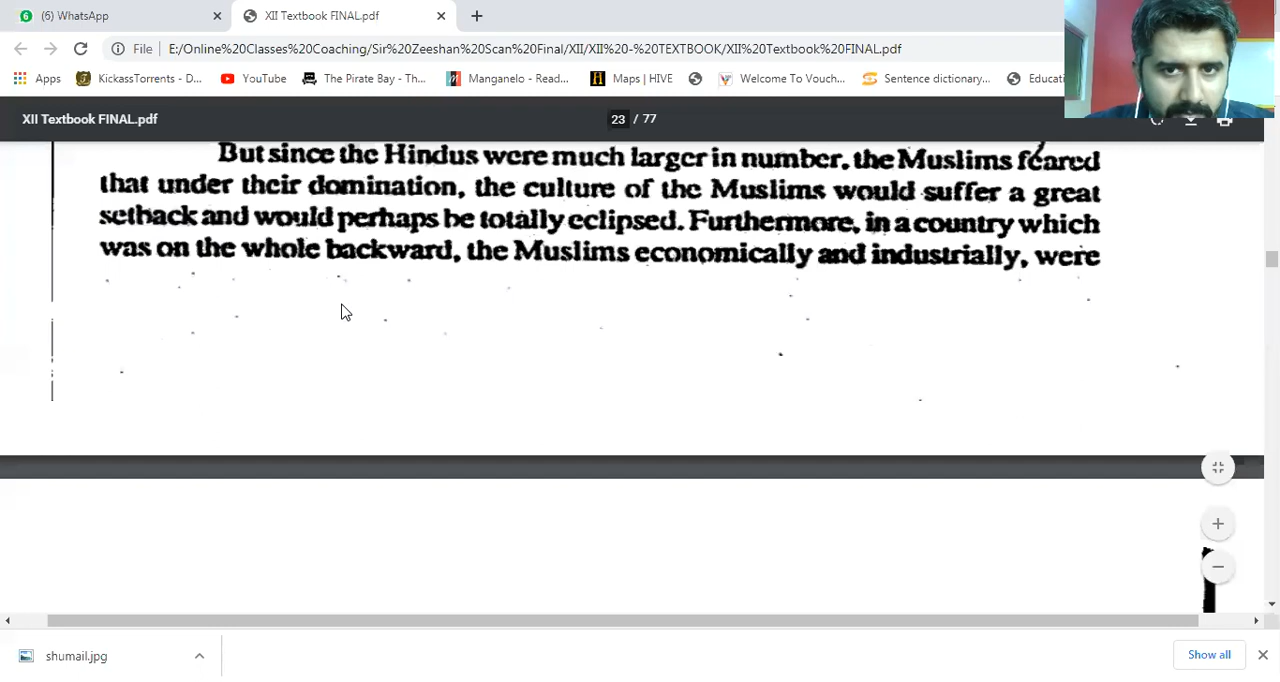 6 (6) WhatsApp × XII Textbook FINAL.pdf × +
File E:/Online%20Classes%20Coaching/Sir%20Zeeshan%20Scan%20Final/XII/XII%20-%20TEXTBOOK/XII%20Textbook%20FINAL.pdf
Apps KickassTorrents - D... YouTube The Pirate Bay - Th... Manganelo - Read... Maps | HIVE Welcome To Vouch... Sentence dictionary... Educati
XII Textbook FINAL.pdf 23 / 77
But since the Hindus were much larger in number, the Muslims feared
that under their domination, the culture of the Muslims would suffer a great
setback and would perhaps be totally eclipsed. Furthermore, in a country which
was on the whole backward, the Muslims economically and industrially, were
shumail.jpg Show all